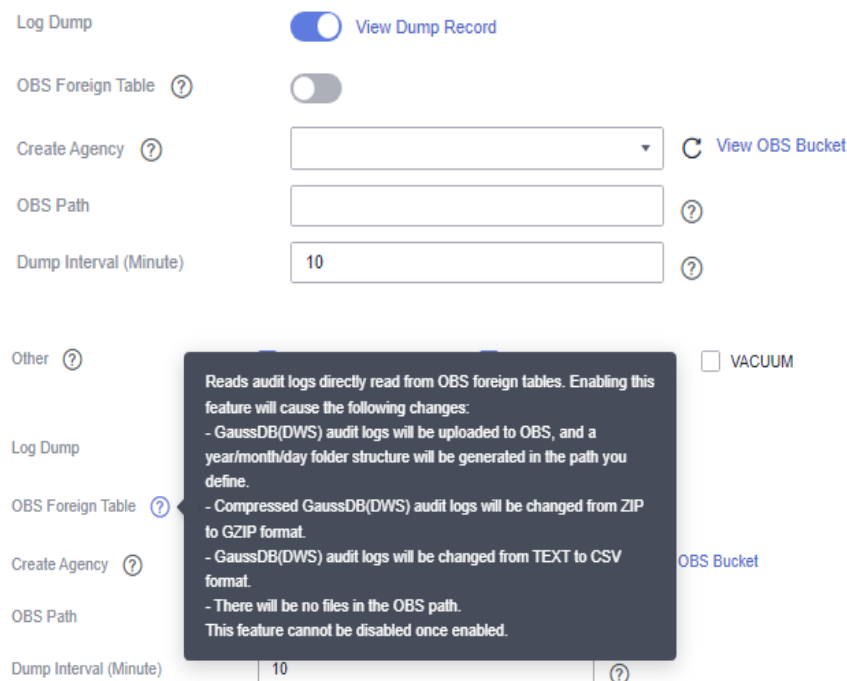 Log Dump View Dump Record
OBS Foreign Table ?
Create Agency ? View OBS Bucket
OBS Path ?
Dump Interval (Minute) 10 ?
Other ? VACUUM
Reads audit logs directly read from OBS foreign tables. Enabling this
feature will cause the following changes:
- GaussDB(DWS) audit logs will be uploaded to OBS, and a
year/month/day folder structure will be generated in the path you
define.
- Compressed GaussDB(DWS) audit logs will be changed from ZIP
to GZIP format.
- GaussDB(DWS) audit logs will be changed from TEXT to CSV
format.
- There will be no files in the OBS path.
This feature cannot be disabled once enabled.
Log Dump
OBS Foreign Table ?
Create Agency ? OBS Bucket
OBS Path
Dump Interval (Minute) 10 ?